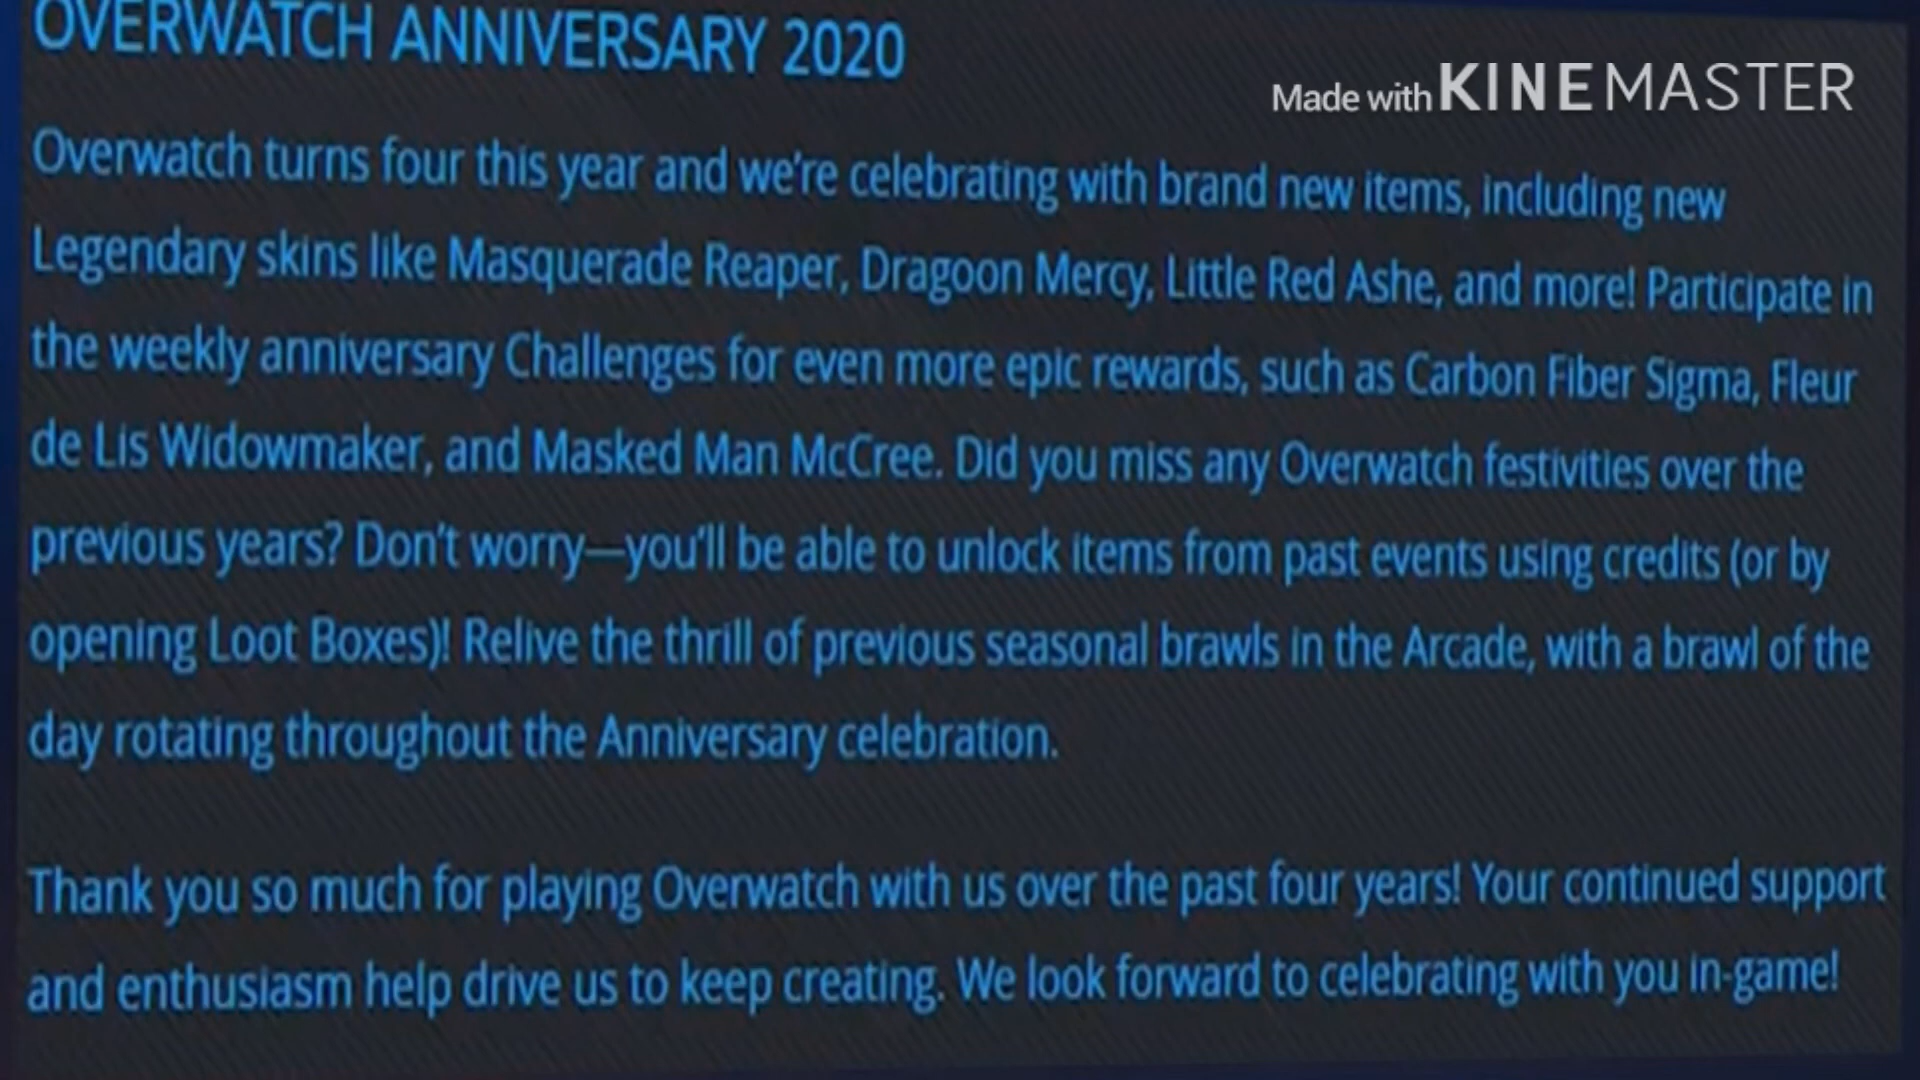 OVERWATCH ANNIVERSARY 2020
Made with KINEMASTER
Overwatch turns four this year and we're celebrating with brand new items, including new
Legendary skins like Masquerade Reaper, Dragoon Mercy, Little Red Ashe, and more! Participate in
the weekly anniversary Challenges for even more epic rewards, such as Carbon Fiber Sigma, Fleur
de Lis Widowmaker, and Masked Man McCree. Did you miss any Overwatch festivities over the
previous years? Don't worry—you'll be able to unlock items from past events using credits (or by
opening Loot Boxes)! Relive the thrill of previous seasonal brawls in the Arcade, with a brawl of the
day rotating throughout the Anniversary celebration.
Thank you so much for playing Overwatch with us over the past four years! Your continued support
and enthusiasm help drive us to keep creating. We look forward to celebrating with you in-game!